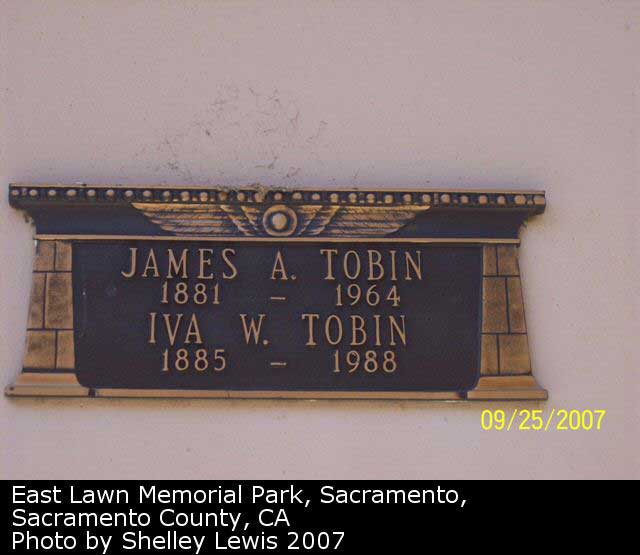 JAMES A. TOBIN
1881 – 1964
IVA W. TOBIN
1885 – 1988
09/25/2007
East Lawn Memorial Park, Sacramento,
Sacramento County, CA
Photo by Shelley Lewis 2007